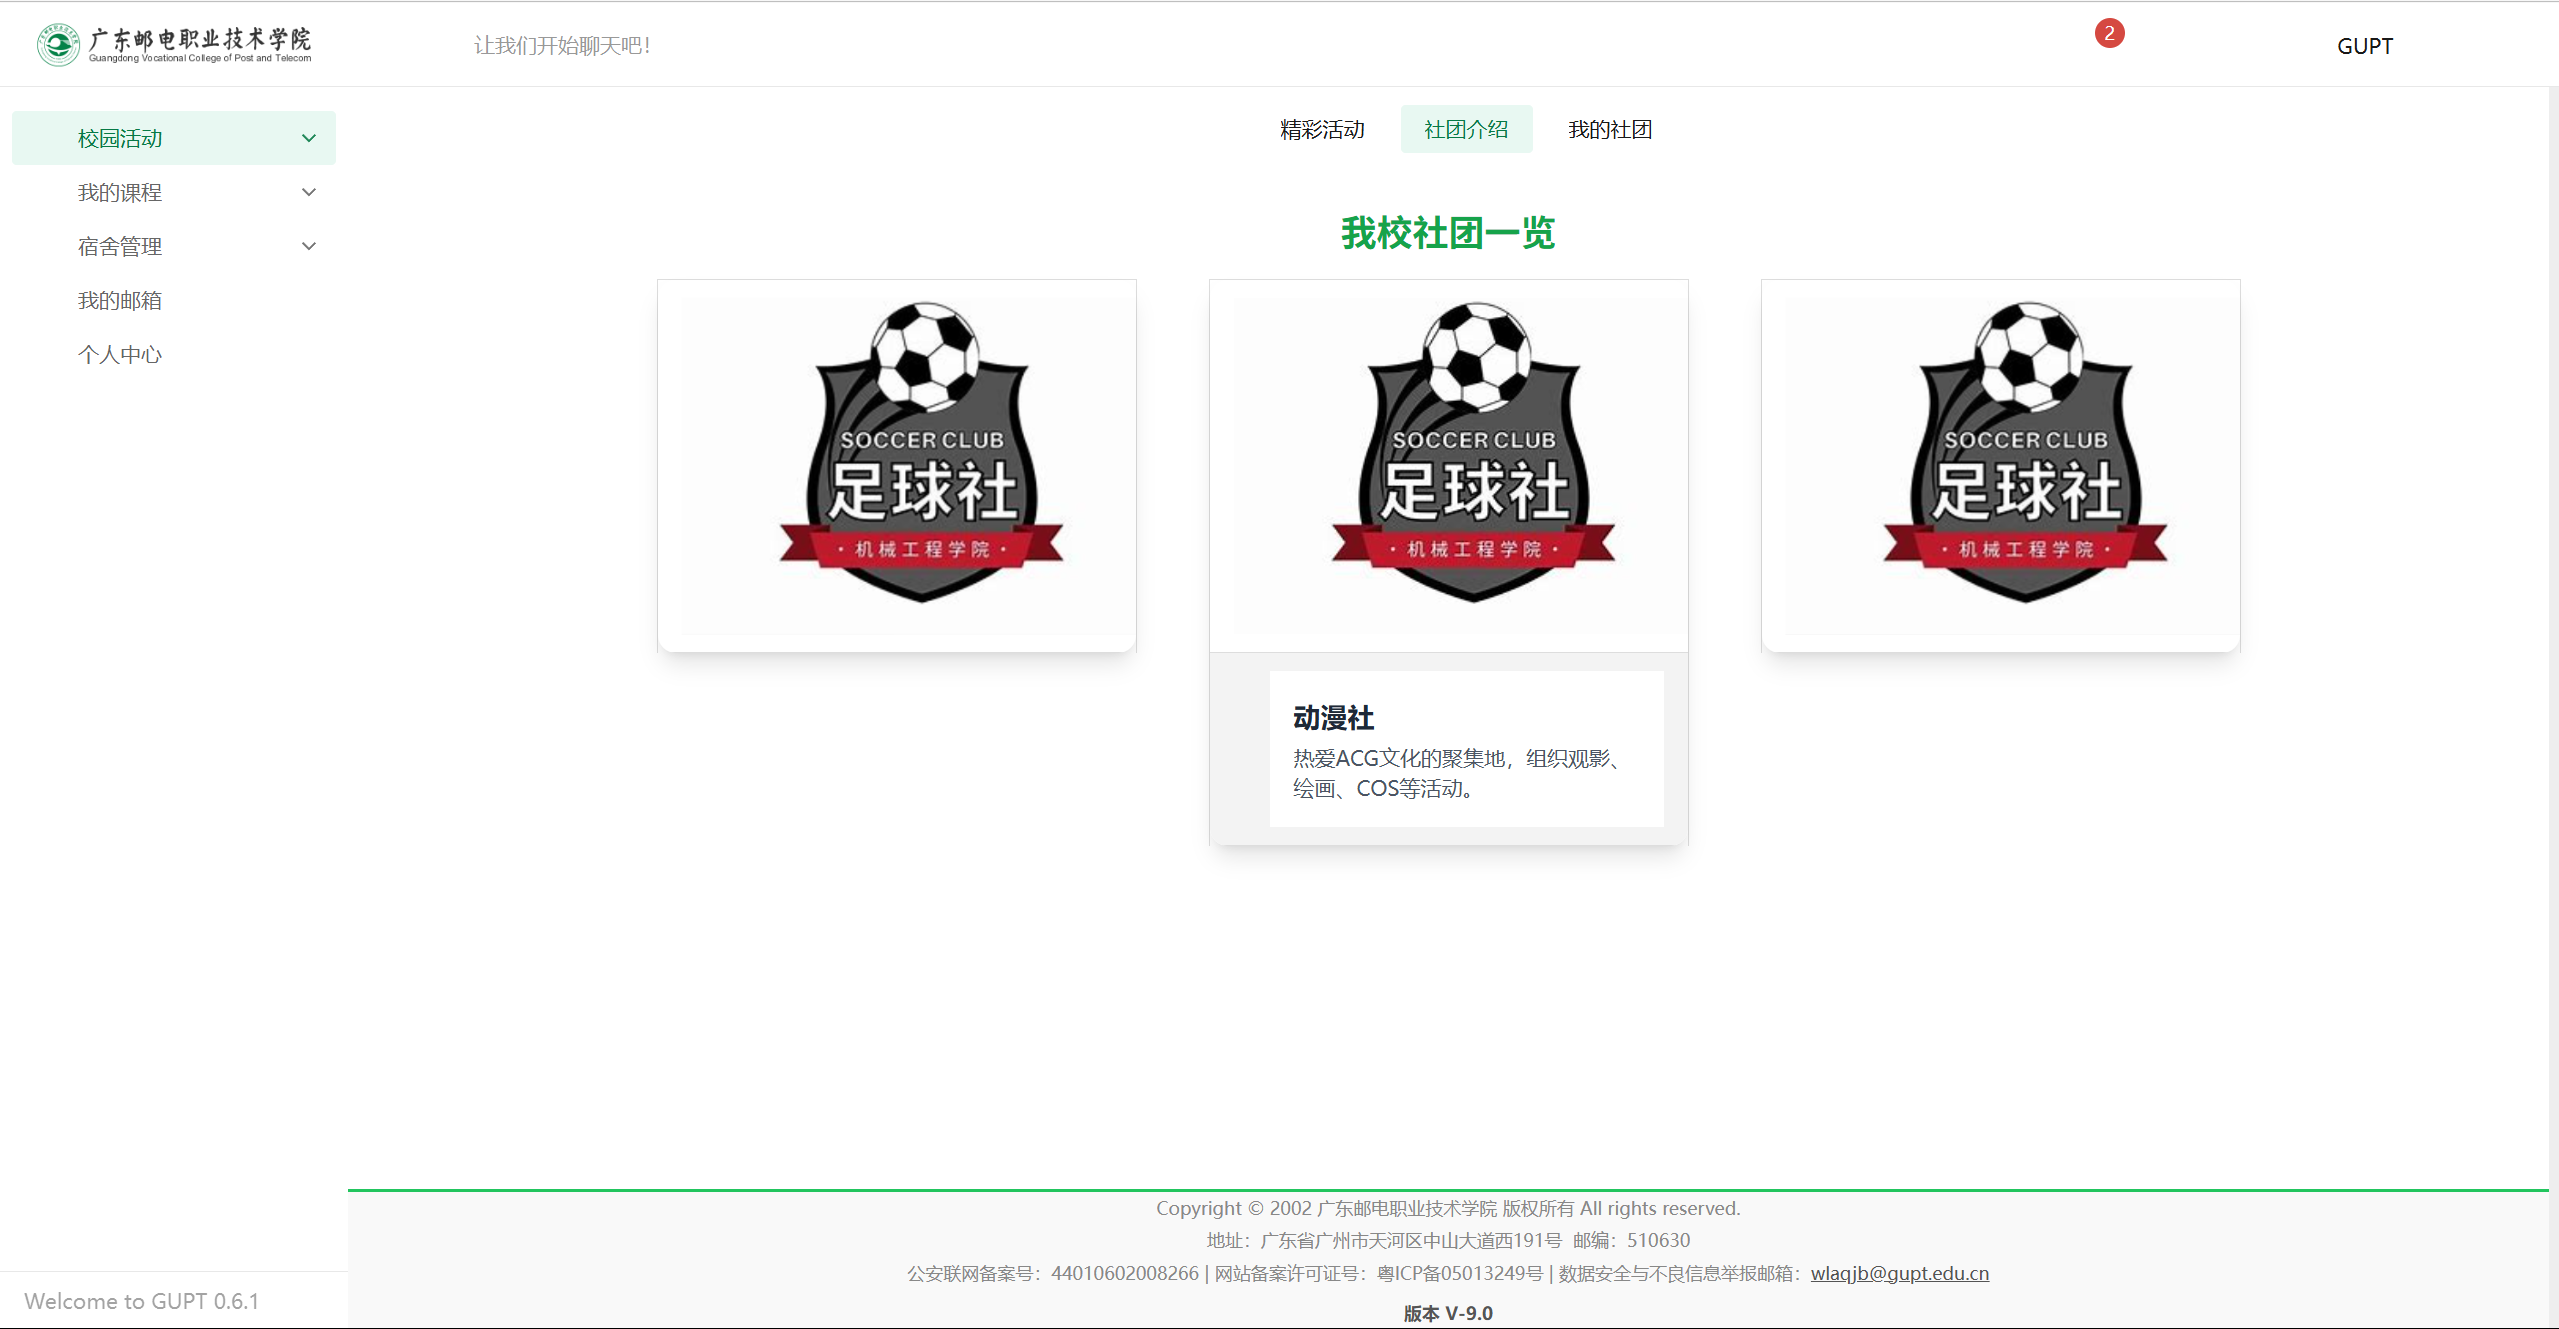 广东邮电职业技术学院
Guangdong Vocational College of Post and Telecom
让我们开始聊天吧!
2
GUPT
校园活动
我的课程
宿舍管理
我的邮箱
个人中心
精彩活动
社团介绍
我的社团
我校社团一览
SOCCER CLUB
足球社
·机械工程学院·
SOCCER CLUB
足球社
·机械工程学院·
SOCCER CLUB
足球社
·机械工程学院·
动漫社
热爱ACG文化的聚集地，组织观影、
绘画、COS等活动。
Copyright © 2002 广东邮电职业技术学院 版权所有 All rights reserved.
地址：广东省广州市天河区中山大道西191号 邮编：510630
公安联网备案号：44010602008266 | 网站备案许可证号：粤ICP备05013249号 | 数据安全与不良信息举报邮箱：wlaqjb@gupt.edu.cn
版本 V-9.0
Welcome to GUPT 0.6.1